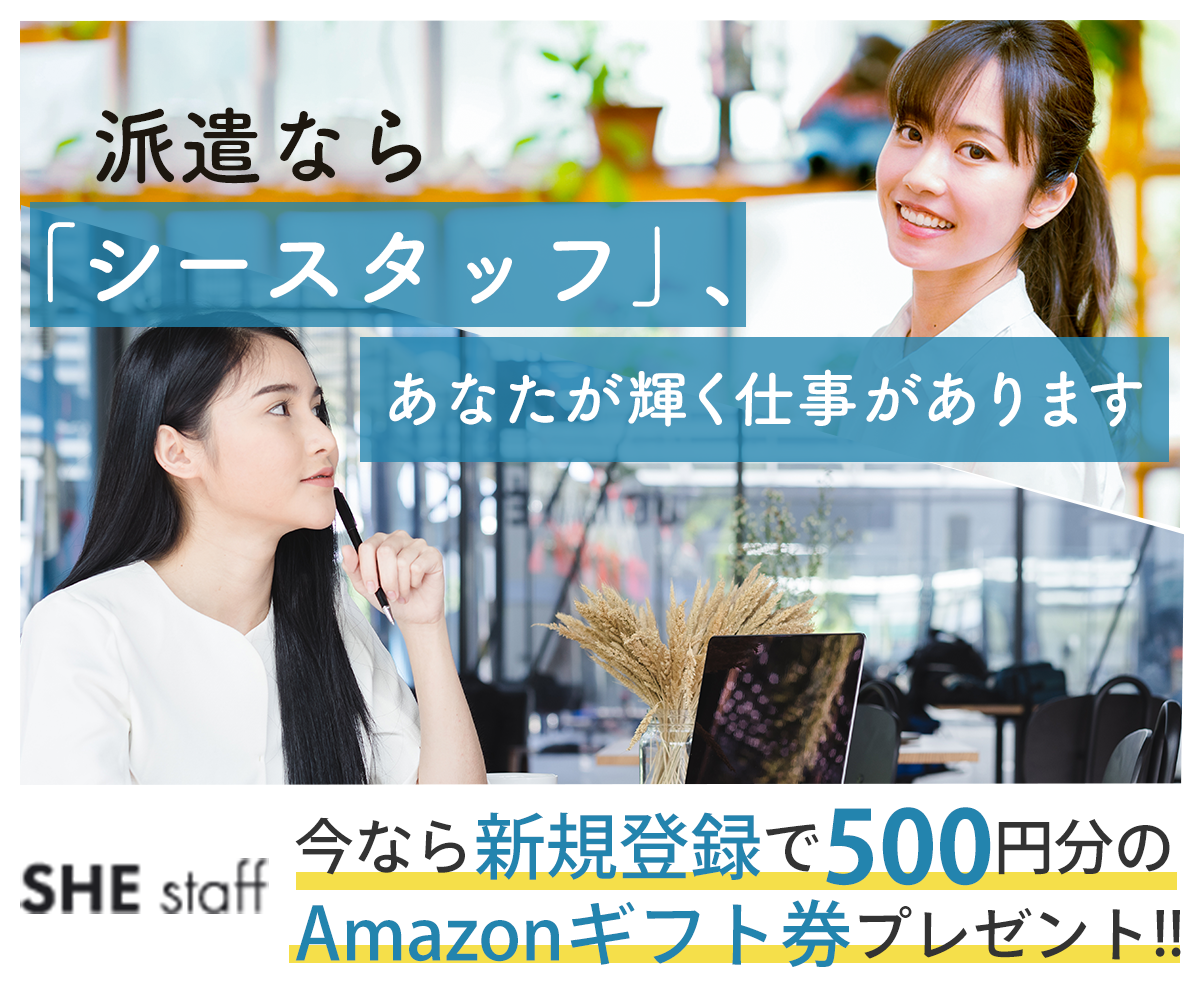 派遣なら
「シースタッフ」、
あなたが輝く仕事があります
SHE staff
今なら新規登録で500円分の
Amazonギフト券プレゼント!!